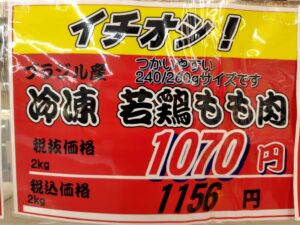 イチオシ!
ブラジル産
つかいやすい
240/260gサイズです
冷凍 若鶏もも肉
税抜価格
2kg
1070円
税込価格
2kg
1156円